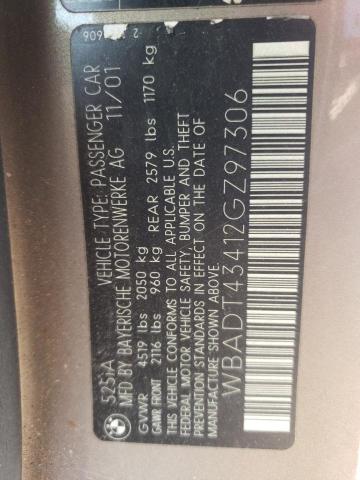 525iA
VEHICLE TYPE: PASSENGER CAR
MFD BY BAYERISCHE MOTORENWERKE AG 11/01
GVWR 4519 lbs 2050 kg
GAWR FRONT 2116 lbs 960 kg REAR 2579 lbs 1170 kg
THIS VEHICLE CONFORMS TO ALL APPLICABLE U.S.
FEDERAL MOTOR VEHICLE SAFETY, BUMPER AND THEFT
PREVENTION STANDARDS IN EFFECT ON THE DATE OF
MANUFACTURE SHOWN ABOVE.
WBADT43412GZ97306